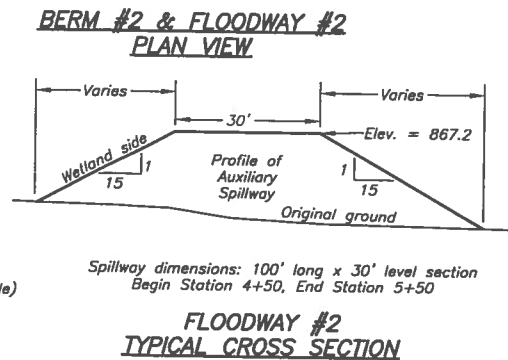 BERM #2 & FLOODWAY #2
PLAN VIEW
Varies
Varies
30'
Elev. = 867.2
Wetland side
1
15
Profile of
Auxiliary
Spillway
1
15
Original ground
Spillway dimensions: 100' long x 30' level section
Begin Station 4+50, End Station 5+50
FLOODWAY #2
TYPICAL CROSS SECTION